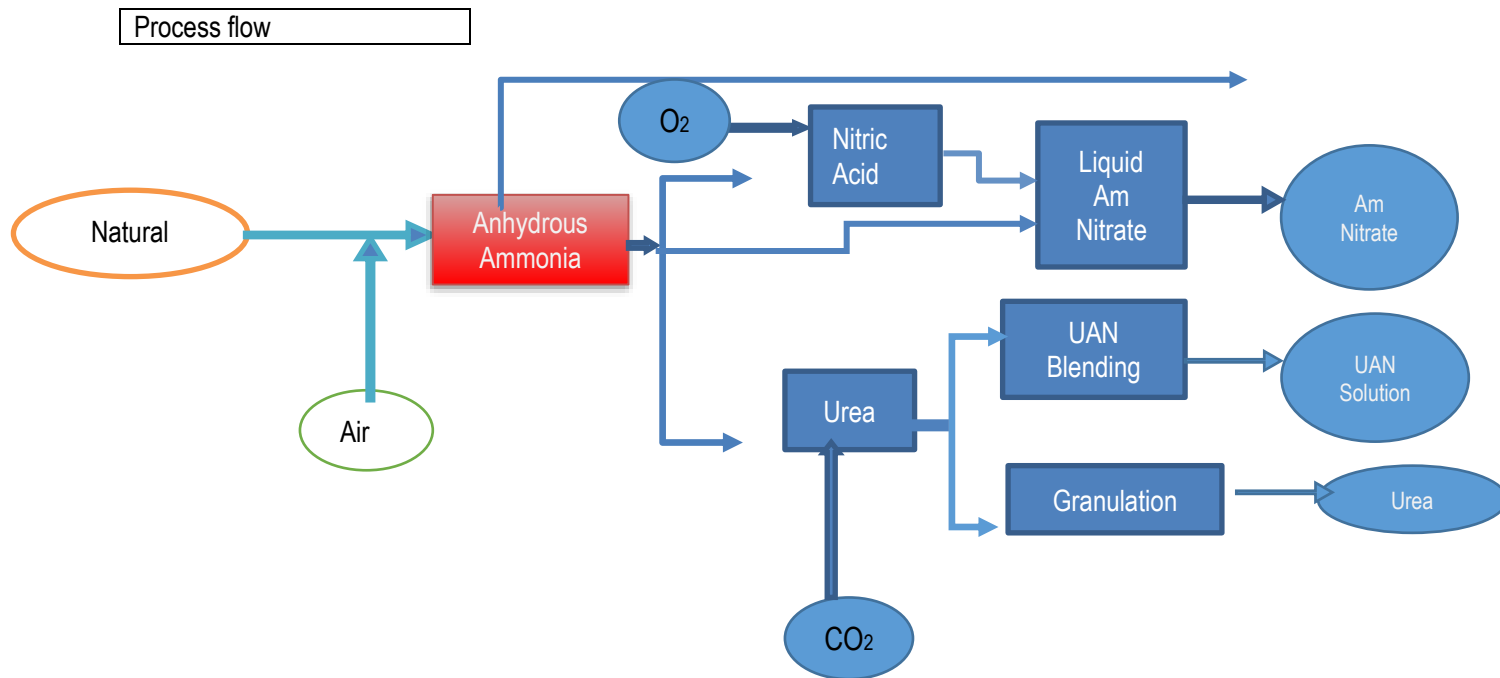 Process flow
O2
Nitric
Acid
Liquid
Am
Nitrate
Am
Nitrate
Natural
Anhydrous
Ammonia
Air
UAN
Blending
UAN
Solution
Urea
Granulation
Urea
CO2